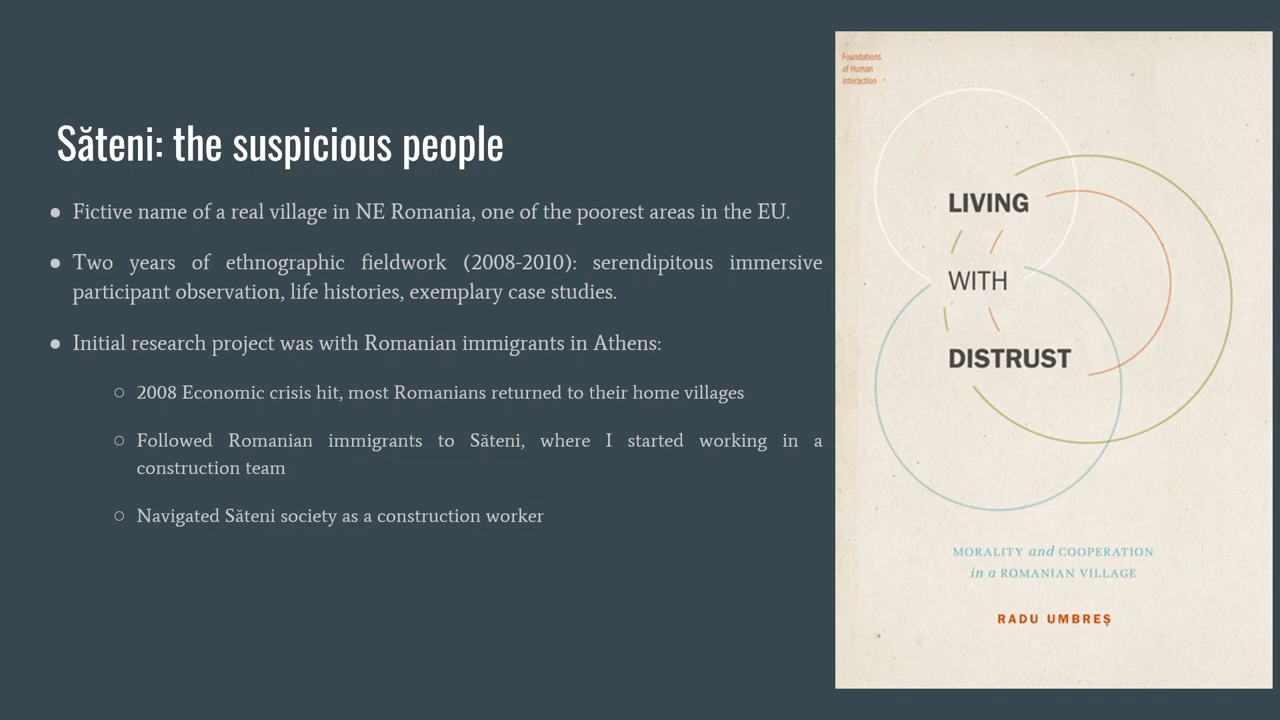 Săteni: the suspicious people
● Fictive name of a real village in NE Romania, one of the poorest areas in the EU.
● Two years of ethnographic fieldwork (2008-2010): serendipitous immersive
participant observation, life histories, exemplary case studies.
● Initial research project was with Romanian immigrants in Athens:
○ 2008 Economic crisis hit, most Romanians returned to their home villages
○ Followed Romanian immigrants to Săteni, where I started working in a
construction team
○ Navigated Săteni society as a construction worker
Foundations
of Human
Interaction
LIVING
WITH
DISTRUST
MORALITY and COOPERATION
in a ROMANIAN VILLAGE
RADU UMBREȘ